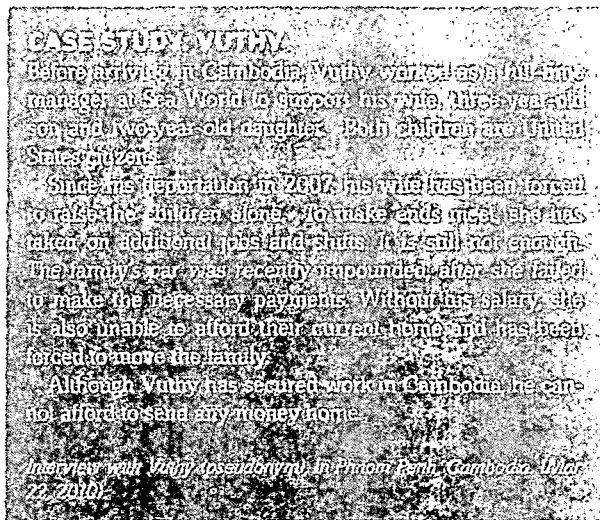 CASE STUDY: VUTHY
Before arriving in Cambodia, Vuthy worked as a full-time
manager at Sea World to support his wife, three-year-old
son and two-year-old daughter. Both children are United
States citizens.
Since his deportation in 2007, his wife has been forced
to raise the children alone. To make ends meet, she has
taken on additional jobs and shifts. It is still not enough.
The family's car was recently impounded after she failed
to make the necessary payments. Without his salary, she
is also unable to afford their current home and has been
forced to move the family.
Although Vuthy has secured work in Cambodia, he can-
not afford to send any money home.
Interview with Vuthy (pseudonym) in Phnom Penh, Cambodia (Mar.
22, 2010)